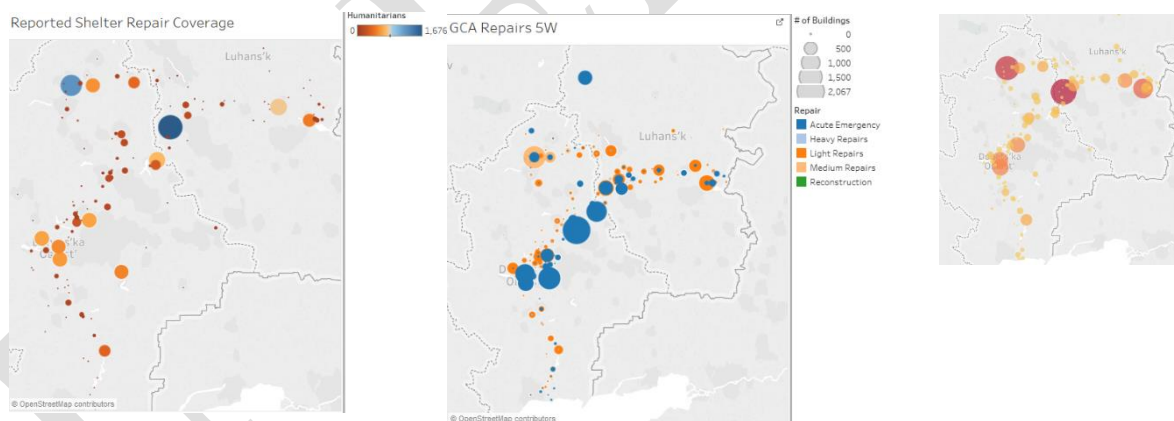 Reported Shelter Repair Coverage
Humanitarians
0
1,676
Luhans'k
© OpenStreetMap contributors
GCA Repairs 5W
Luhans'k
© OpenStreetMap contributors
# of Buildings
0
500
1,000
1,500
2,067
Repair
Acute Emergency
Heavy Repairs
Light Repairs
Medium Repairs
Reconstruction
Luhans'k